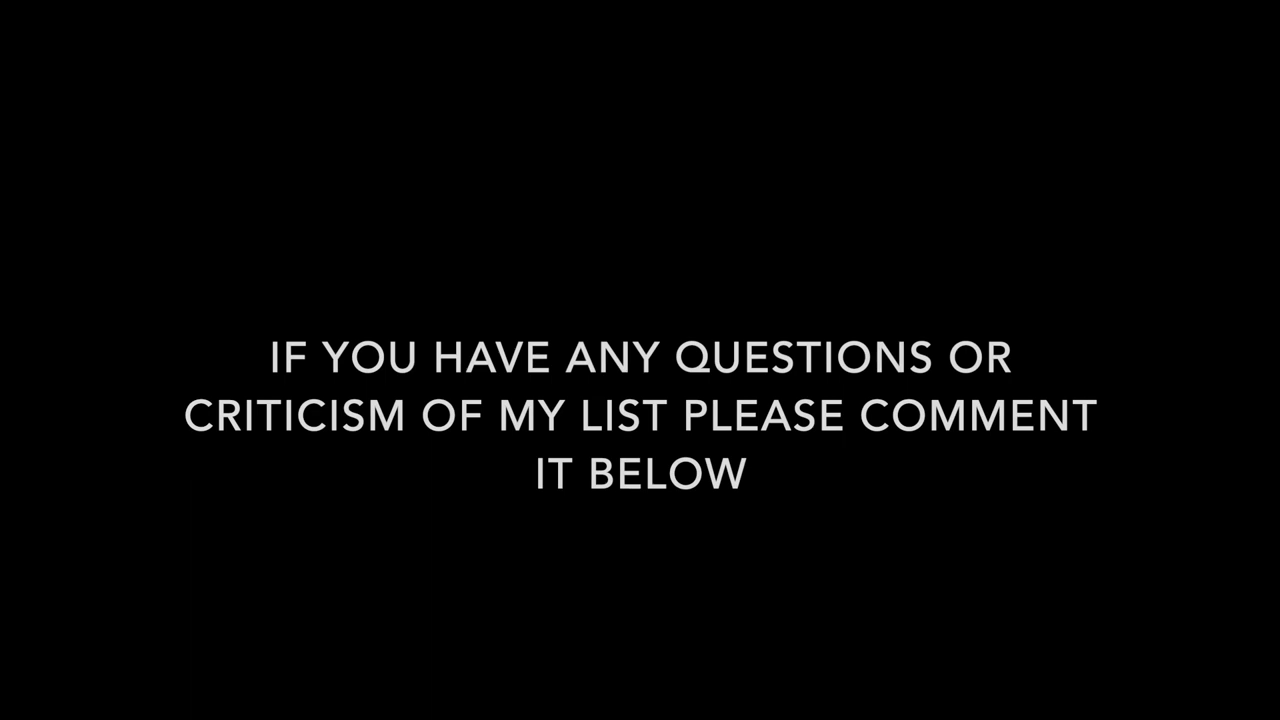 IF YOU HAVE ANY QUESTIONS OR
CRITICISM OF MY LIST PLEASE COMMENT
IT BELOW